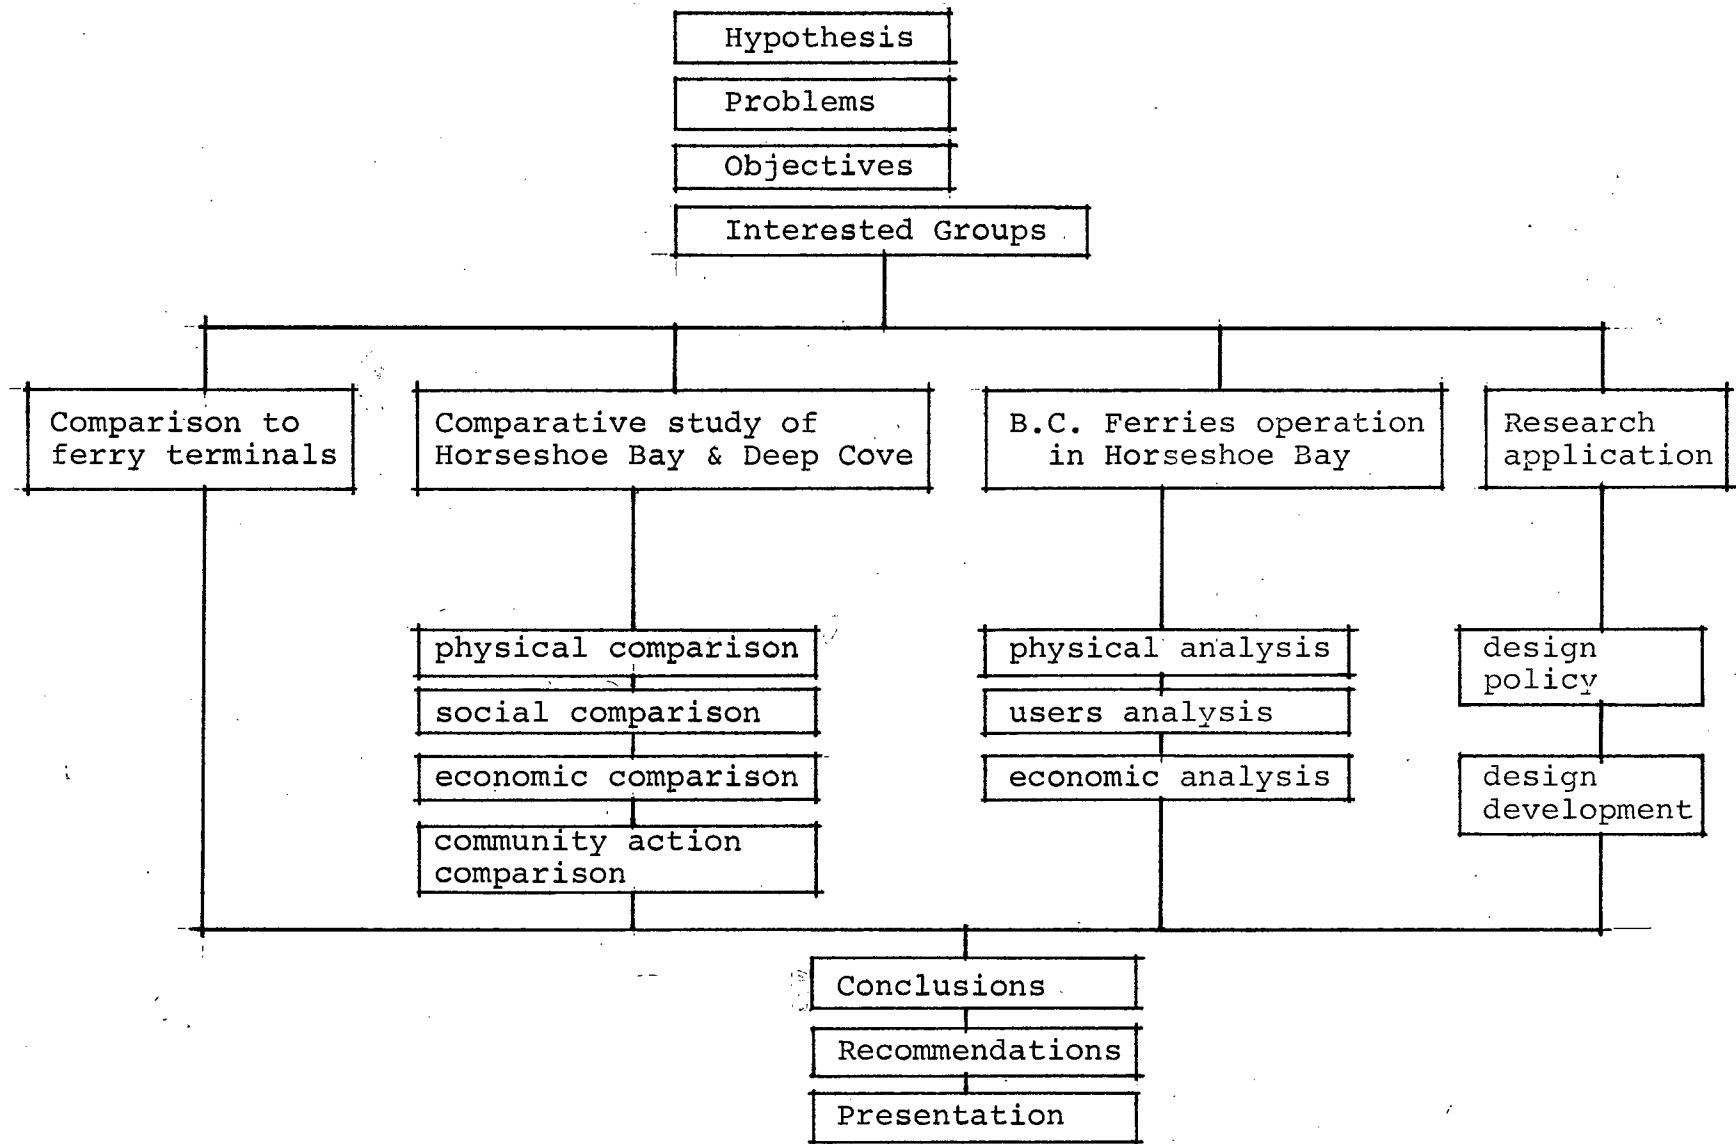 Hypothesis
Problems
Objectives
Interested Groups
Comparison to
ferry terminals
Comparative study of
Horseshoe Bay & Deep Cove
B.C. Ferries operation
in Horseshoe Bay
Research
application
physical comparison
social comparison
economic comparison
community action
comparison
physical analysis
users analysis
economic analysis
design
policy
design
development
Conclusions
Recommendations
Presentation